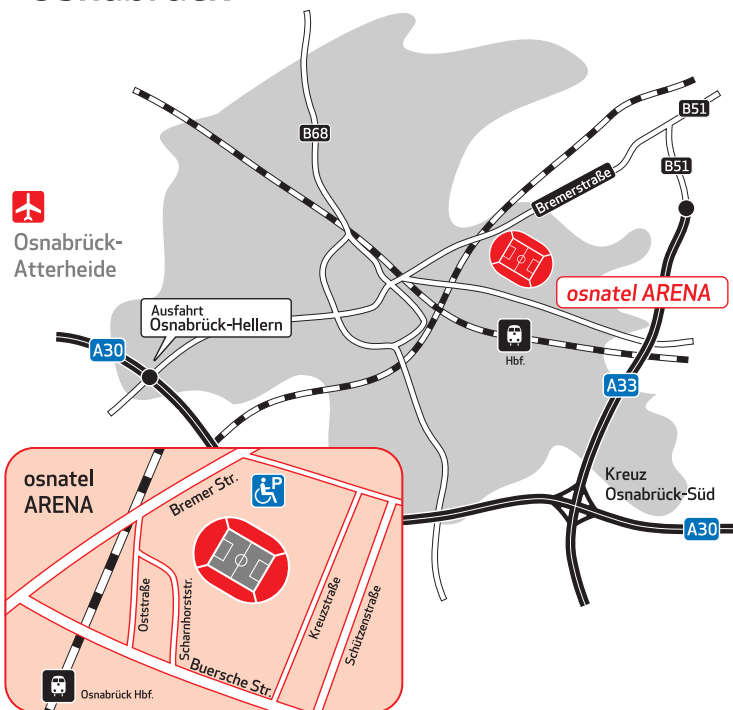 Osnabrück
B68
B51
B51
Bremerstraße
Osnabrück-
Atterheide
osnatel ARENA
Ausfahrt
Osnabrück-Hellern
A30
Hbf.
A33
Kreuz
Osnabrück-Süd
A30
osnatel
ARENA
Bremer Str.
P
Oststraße
Scharnhorststr.
Kreuzstraße
Schützenstraße
Buersche Str.
Osnabrück Hbf.